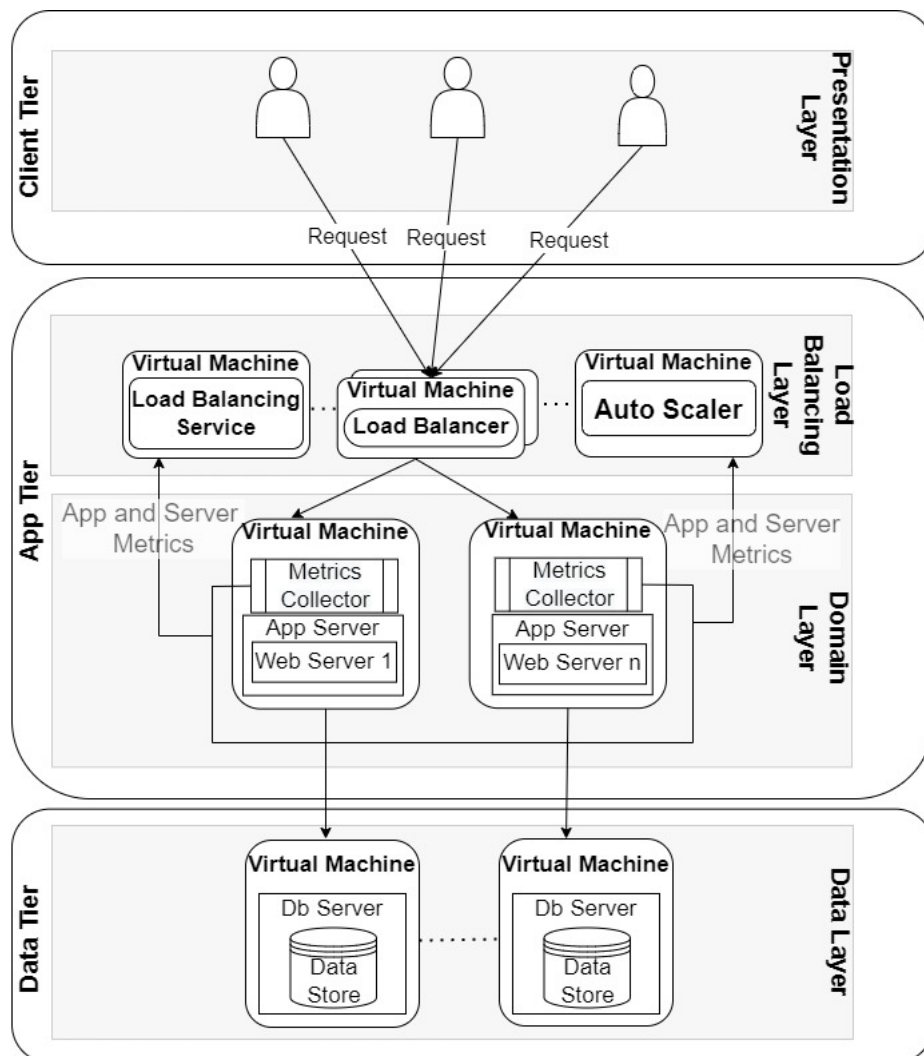 Client Tier
Presentation
Layer
Request
Request
Request
App Tier
Load
Balancing
Layer
Virtual Machine
Load Balancing
Service
Virtual Machine
Load Balancer
Virtual Machine
Auto Scaler
App and Server
Metrics
App and Server
Metrics
Domain
Layer
Virtual Machine
Metrics
Collector
App Server
Web Server 1
Virtual Machine
Metrics
Collector
App Server
Web Server n
Data Tier
Data Layer
Virtual Machine
Db Server
Data
Store
Virtual Machine
Db Server
Data
Store